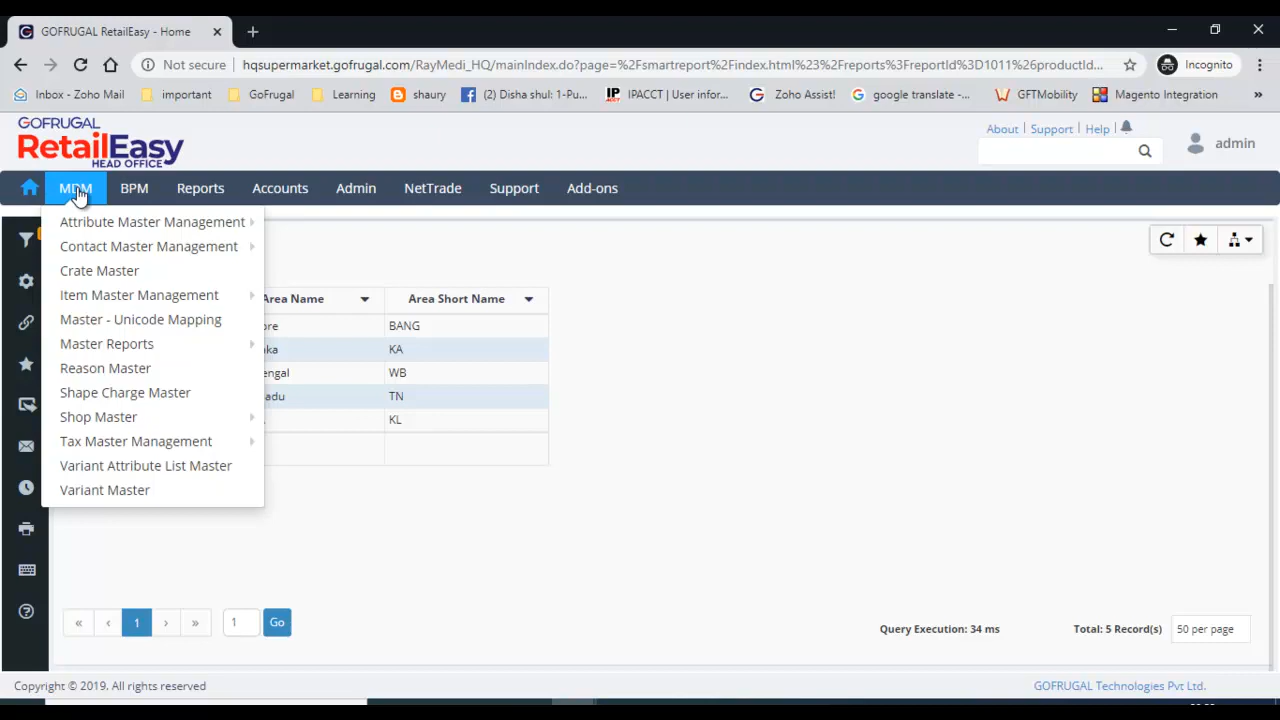 GOFRUGAL RetailEasy - Home
Not secure
hqsupermarket.gofrugal.com/RayMedi_HQ/mainIndex.do?page=%2Fsmartreport%2Findex.html%23%2Freports%3FreportId%3D1011%26productId...
Incognito
Inbox - Zoho Mail
important
GoFrugal
Learning
shaury
(2) Disha shul: 1-Pu...
IPACCT | User infor...
Zoho Assist!
google translate -...
GFTMobility
Magento Integration
»
GOFRUGAL
RetailEasy
HEAD OFFICE
About | Support | Help |
admin
MDM
BPM
Reports
Accounts
Admin
NetTrade
Support
Add-ons
Attribute Master Management
Contact Master Management
Crate Master
Item Master Management
Master - Unicode Mapping
Master Reports
Reason Master
Shape Charge Master
Shop Master
Tax Master Management
Variant Attribute List Master
Variant Master
Area Name
Area Short Name
ore
BANG
ka
KA
engal
WB
adu
TN
KL
« ‹ 1 › »
1
Go
Query Execution: 34 ms
Total: 5 Record(s)
50 per page
Copyright © 2019. All rights reserved
GOFRUGAL Technologies Pvt Ltd.